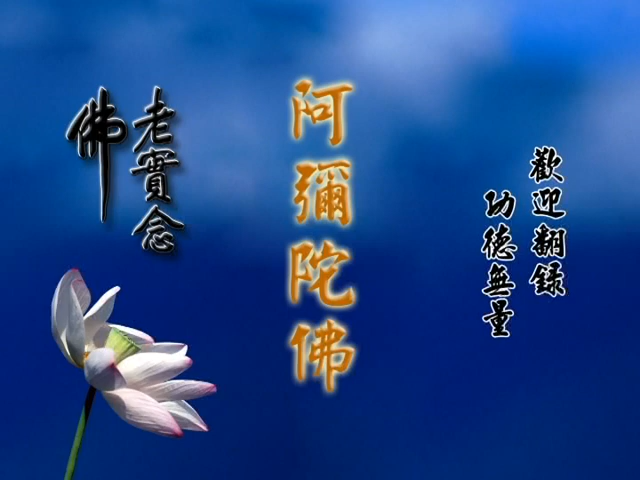 歡迎翻錄
功德無量
阿彌陀佛
老實念
佛